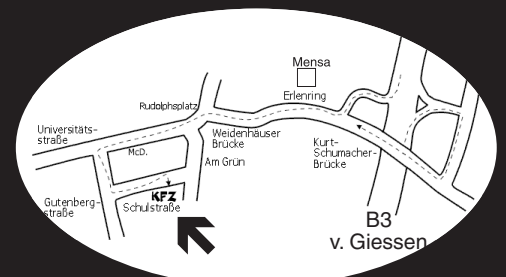 Mensa
Erlenring
Rudolphsplatz
Universitäts-
straße
Weidenhäuser
Brücke
McD.
Am Grün
Kurt-
Schumacher-
Brücke
KFZ
Schulstraße
Gutenberg-
straße
B3
v. Giessen